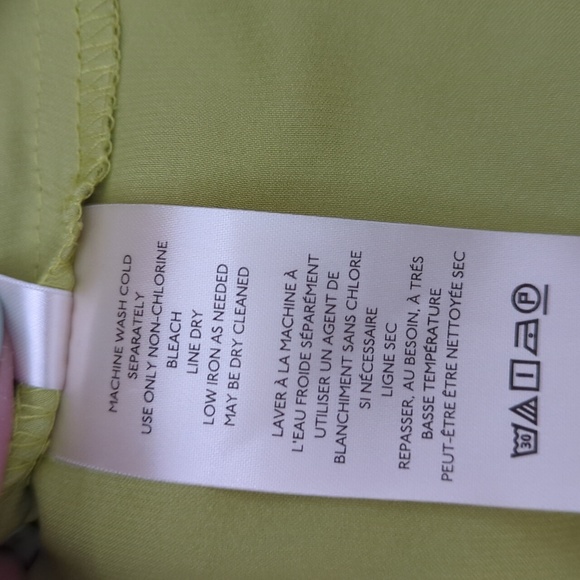 MACHINE WASH COLD
SEPARATELY
USE ONLY NON-CHLORINE
BLEACH
LINE DRY
LOW IRON AS NEEDED
MAY BE DRY CLEANED
LAVER À LA MACHINE À
L'EAU FROIDE SÉPARÉMENT
UTILISER UN AGENT DE
BLANCHIMENT SANS CHLORE
SI NÉCESSAIRE
LIGNE SEC
REPASSER, AU BESOIN, À TRÉS
BASSE TEMPÉRATURE
PEUT-ÊTRE ÊTRE NETTOYÉE SEC
30 P